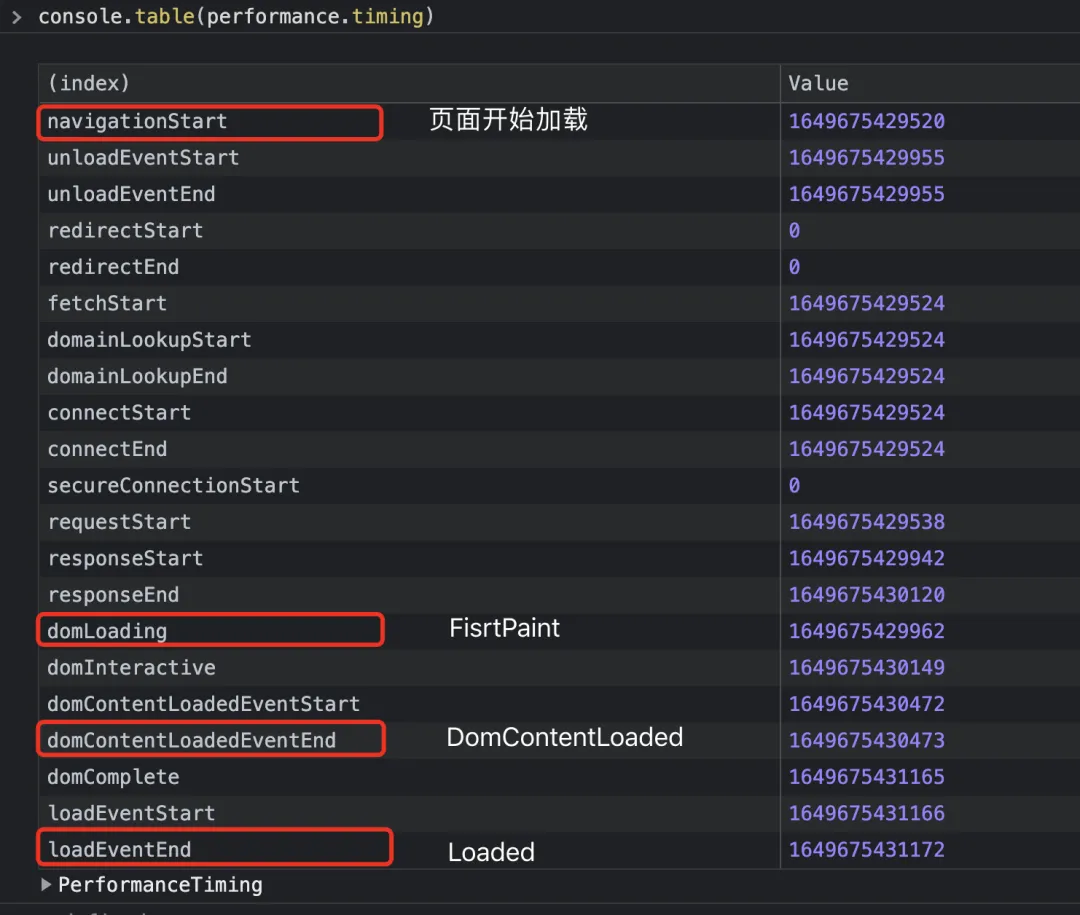 > console.table(performance.timing)
(index) Value
navigationStart 页面开始加载 1649675429520
unloadEventStart 1649675429955
unloadEventEnd 1649675429955
redirectStart 0
redirectEnd 0
fetchStart 1649675429524
domainLookupStart 1649675429524
domainLookupEnd 1649675429524
connectStart 1649675429524
connectEnd 1649675429524
secureConnectionStart 0
requestStart 1649675429538
responseStart 1649675429942
responseEnd 1649675430120
domLoading FisrtPaint 1649675429962
domInteractive 1649675430149
domContentLoadedEventStart 1649675430472
domContentLoadedEventEnd DomContentLoaded 1649675430473
domComplete 1649675431165
loadEventStart 1649675431166
loadEventEnd Loaded 1649675431172
▶ PerformanceTiming